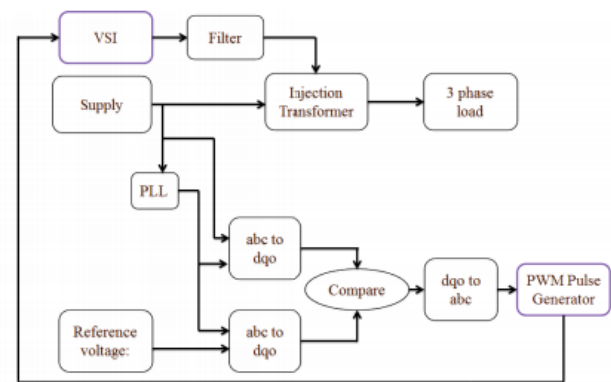 VSI
Filter
Supply
Injection
Transformer
3 phase
load
PLL
abc to
dqo
Compare
dqo to
abc
PWM Pulse
Generator
Reference
voltage:
abc to
dqo